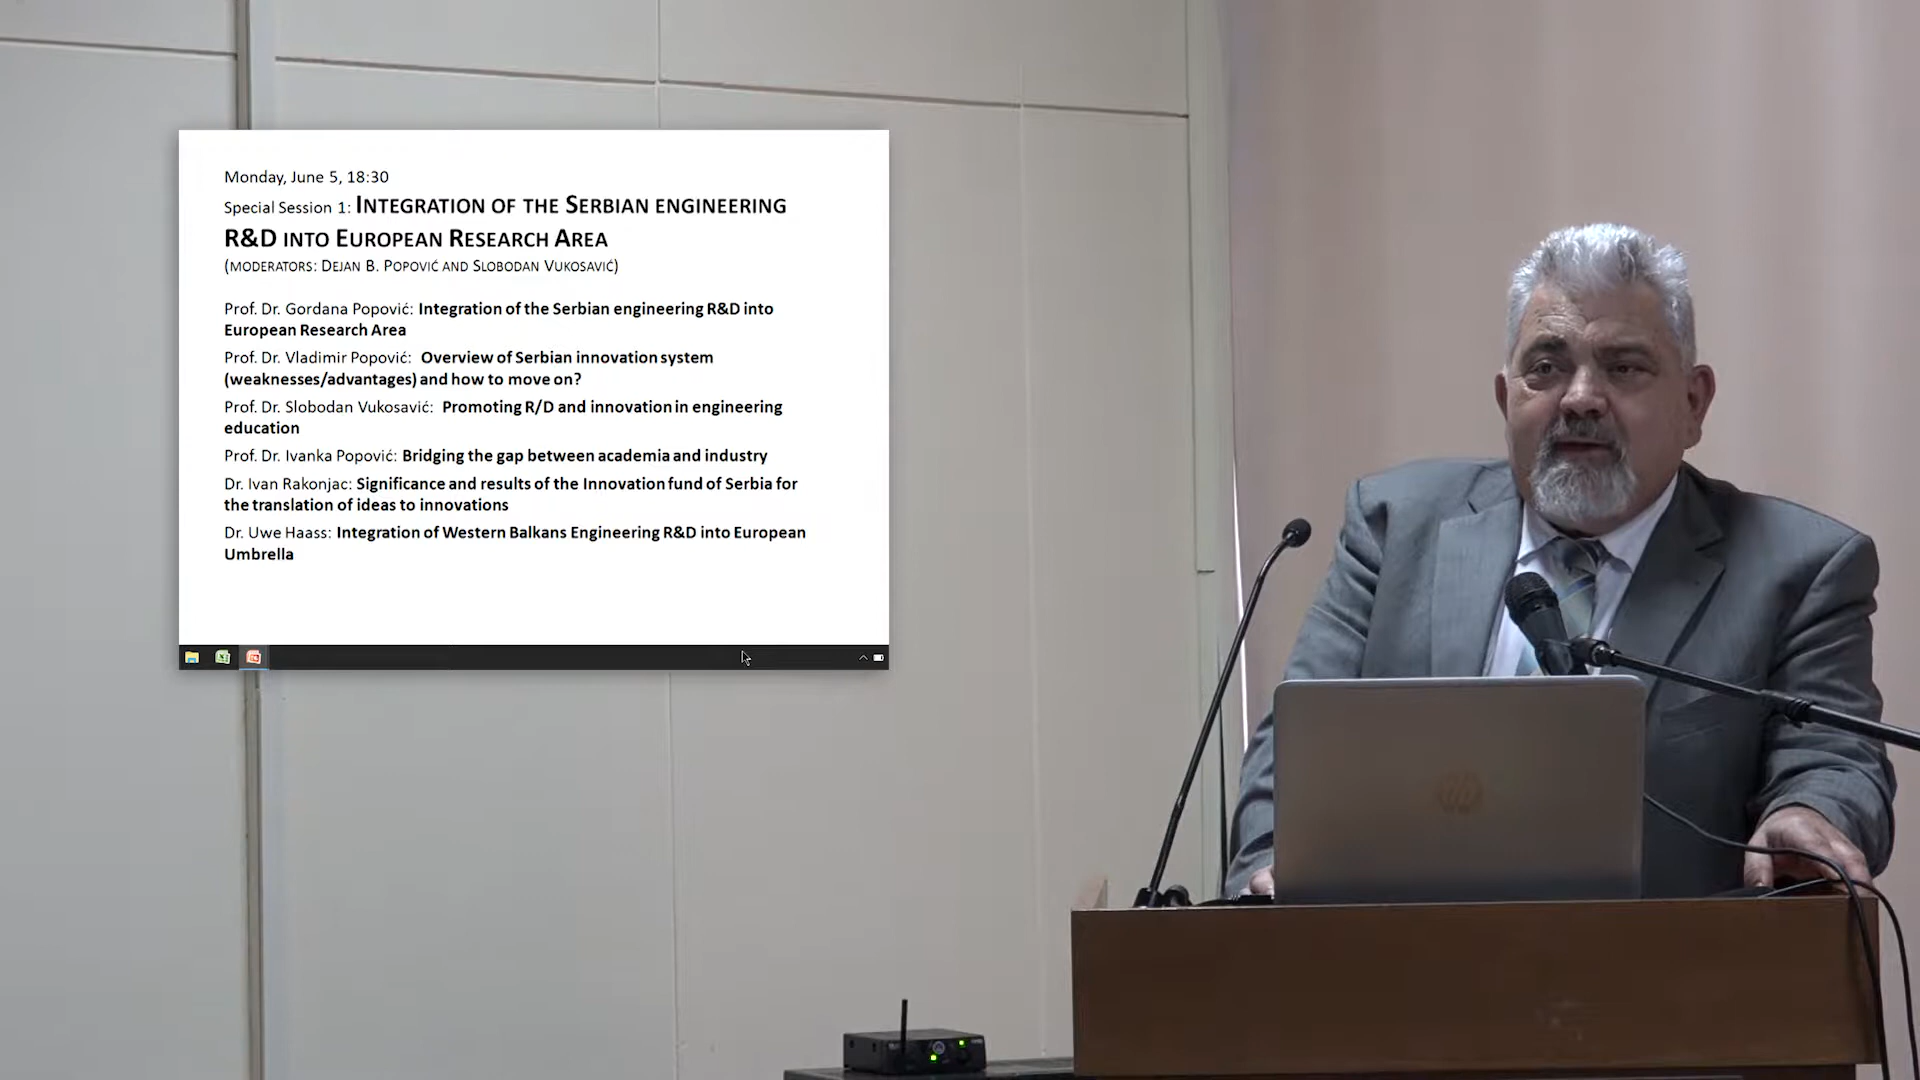 Monday, June 5, 18:30
Special Session 1: INTEGRATION OF THE SERBIAN ENGINEERING
R&D INTO EUROPEAN RESEARCH AREA
(MODERATORS: DEJAN B. POPOVIĆ AND SLOBODAN VUKOSAVIĆ)
Prof. Dr. Gordana Popović: Integration of the Serbian engineering R&D into
European Research Area
Prof. Dr. Vladimir Popović: Overview of Serbian innovation system
(weaknesses/advantages) and how to move on?
Prof. Dr. Slobodan Vukosavić: Promoting R/D and innovation in engineering
education
Prof. Dr. Ivanka Popović: Bridging the gap between academia and industry
Dr. Ivan Rakonjac: Significance and results of the Innovation fund of Serbia for
the translation of ideas to innovations
Dr. Uwe Haass: Integration of Western Balkans Engineering R&D into European
Umbrella
hp